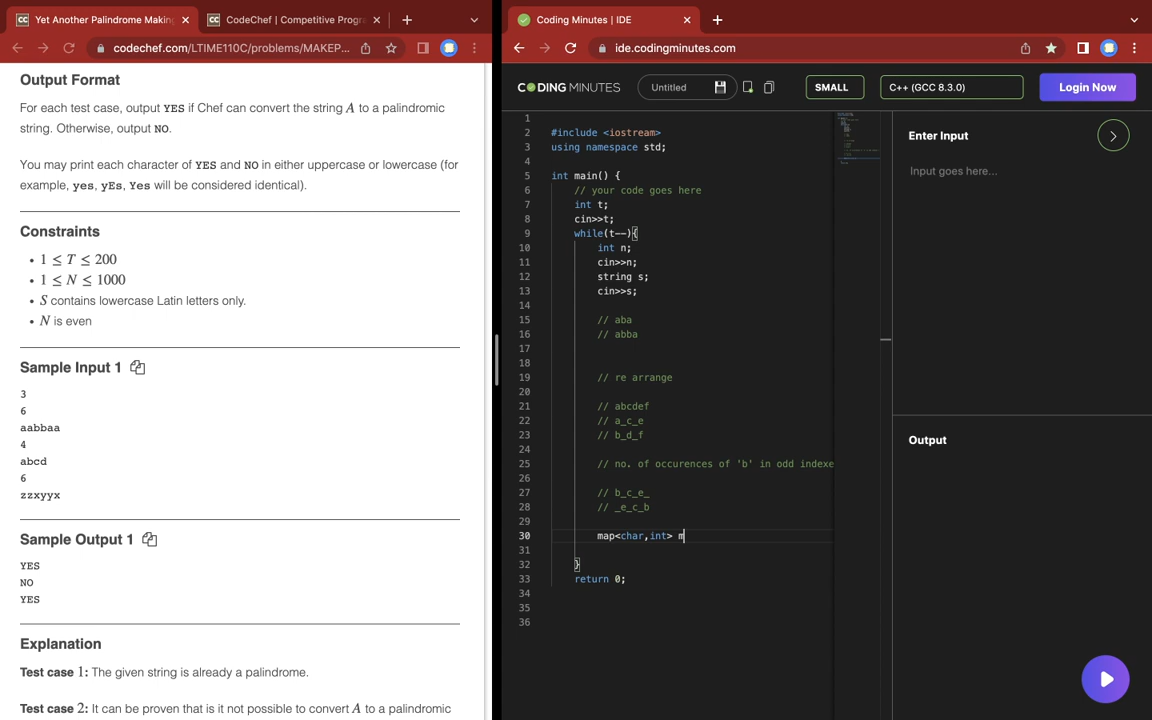 Yet Another Palindrome Making
CodeChef | Competitive Progra
codechef.com/LTIME110C/problems/MAKEP...
Output Format
For each test case, output YES if Chef can convert the string A to a palindromic
string. Otherwise, output NO.
You may print each character of YES and NO in either uppercase or lowercase (for
example, yes, yEs, Yes will be considered identical).
Constraints
• 1 ≤ T ≤ 200
• 1 ≤ N ≤ 1000
• S contains lowercase Latin letters only.
• N is even
Sample Input 1
3
6
aabbaa
4
abcd
6
zzxyyx
Sample Output 1
YES
NO
YES
Explanation
Test case 1: The given string is already a palindrome.
Test case 2: It can be proven that is it not possible to convert A to a palindromic
Coding Minutes | IDE
ide.codingminutes.com
CODING MINUTES
Untitled
SMALL
C++ (GCC 8.3.0)
Login Now
1
2 #include <iostream>
3 using namespace std;
4
5 int main() {
6 // your code goes here
7 int t;
8 cin>>t;
9 while(t--){
10 int n;
11 cin>>n;
12 string s;
13 cin>>s;
14
15 // aba
16 // abba
17
18
19 // re arrange
20
21 // abcdef
22 // a_c_e
23 // b_d_f
24
25 // no. of occurences of 'b' in odd indexe
26
27 // b_c_e_
28 // _e_c_b
29
30 map<char,int> m
31
32 }
33 return 0;
34
35
36
Enter Input
Input goes here...
Output